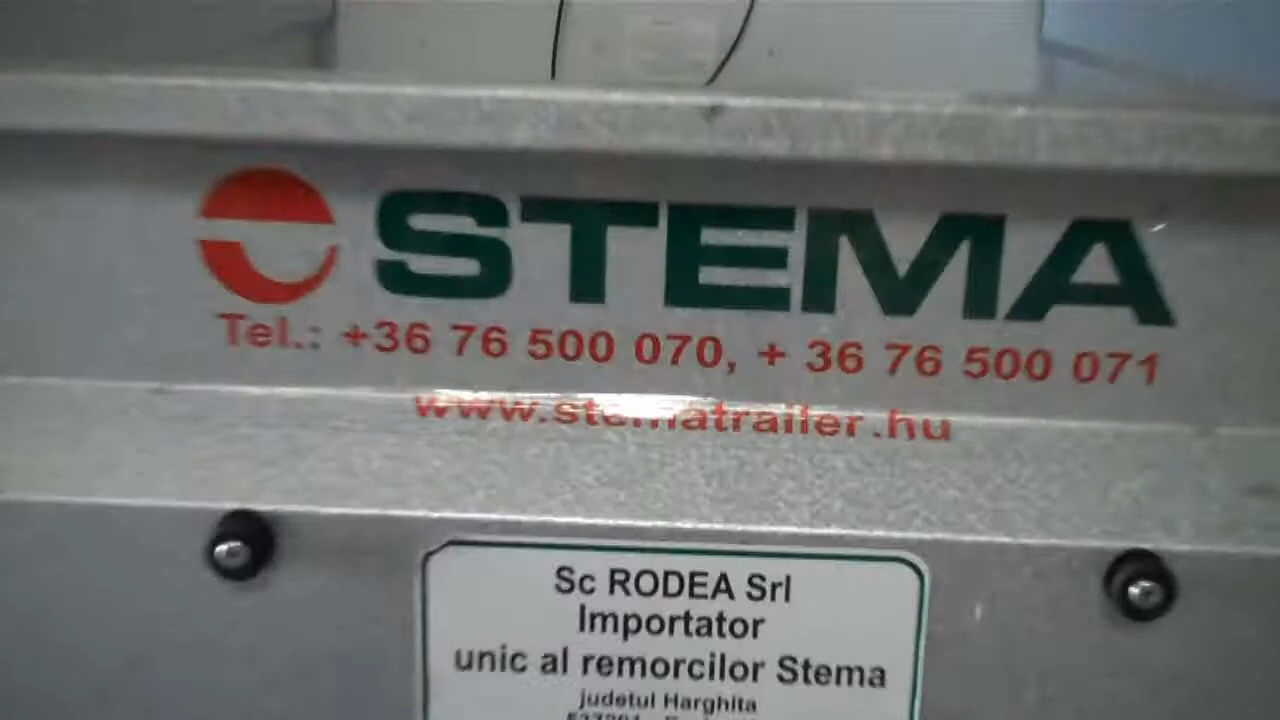 STEMA
Tel.: +36 76 500 070, + 36 76 500 071
www.stematrailer.hu
Sc RODEA Srl
Importator
unic al remorcilor Stema
judetul Harghita